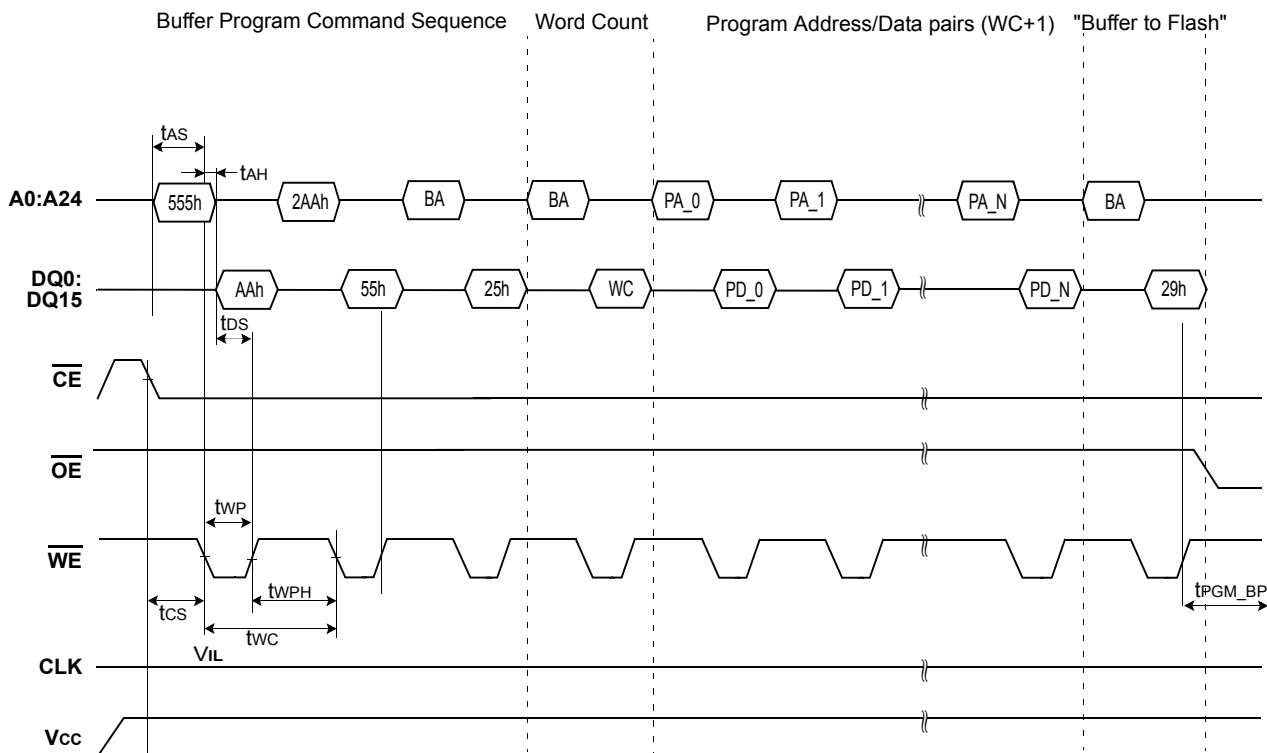 Buffer Program Command Sequence
Word Count
Program Address/Data pairs (WC+1)
"Buffer to Flash"
tAS
tAH
A0:A24
555h
2AAh
BA
BA
PA_0
PA_1
PA_N
BA
DQ0:
DQ15
AAh
55h
25h
WC
PD_0
PD_1
PD_N
29h
tDS
CE
OE
tWP
WE
tWPH
tPGM_BP
tCS
tWC
VIL
CLK
VCC